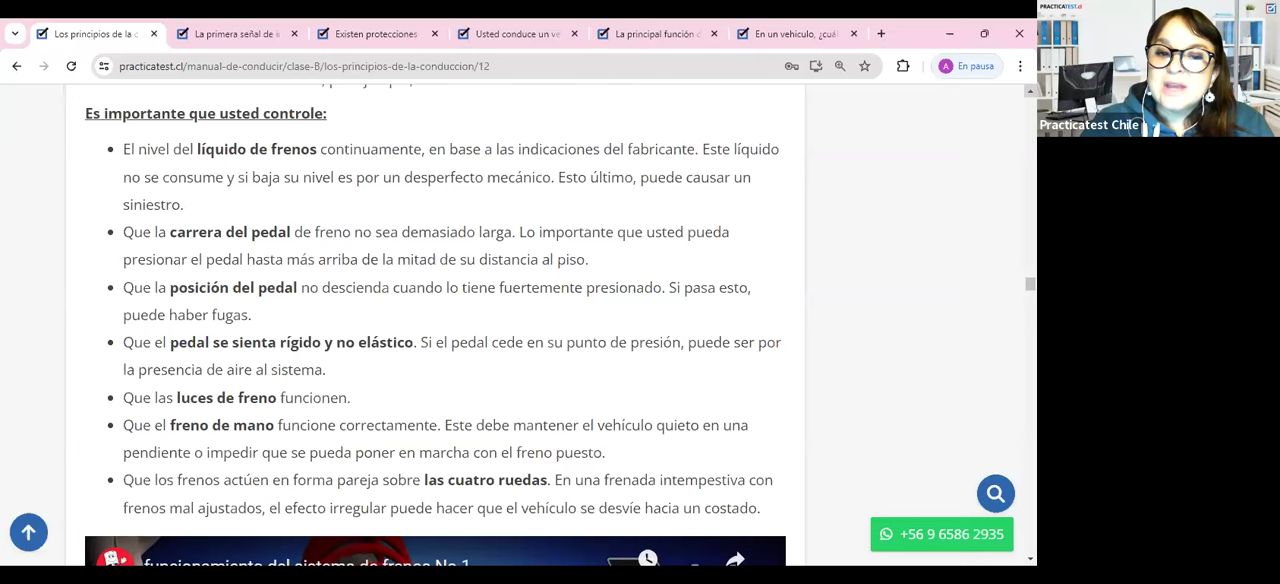 Los principios de la c
La primera señal de i
Existen protecciones
Usted conduce un ve
La principal función d
En un vehículo, ¿cuál
practicatest.cl/manual-de-conducir/clase-B/los-principios-de-la-conduccion/12
A
En pausa
PRACTICATEST.cl
Practicatest Chile
Es importante que usted controle:
El nivel del líquido de frenos continuamente, en base a las indicaciones del fabricante. Este líquido
no se consume y si baja su nivel es por un desperfecto mecánico. Esto último, puede causar un
siniestro.
Que la carrera del pedal de freno no sea demasiado larga. Lo importante que usted pueda
presionar el pedal hasta más arriba de la mitad de su distancia al piso.
Que la posición del pedal no descienda cuando lo tiene fuertemente presionado. Si pasa esto,
puede haber fugas.
Que el pedal se sienta rígido y no elástico. Si el pedal cede en su punto de presión, puede ser por
la presencia de aire al sistema.
Que las luces de freno funcionen.
Que el freno de mano funcione correctamente. Este debe mantener el vehículo quieto en una
pendiente o impedir que se pueda poner en marcha con el freno puesto.
Que los frenos actúen en forma pareja sobre las cuatro ruedas. En una frenada intempestiva con
frenos mal ajustados, el efecto irregular puede hacer que el vehículo se desvíe hacia un costado.
+56 9 6586 2935
funcionamiento del sistema de frenos No 1